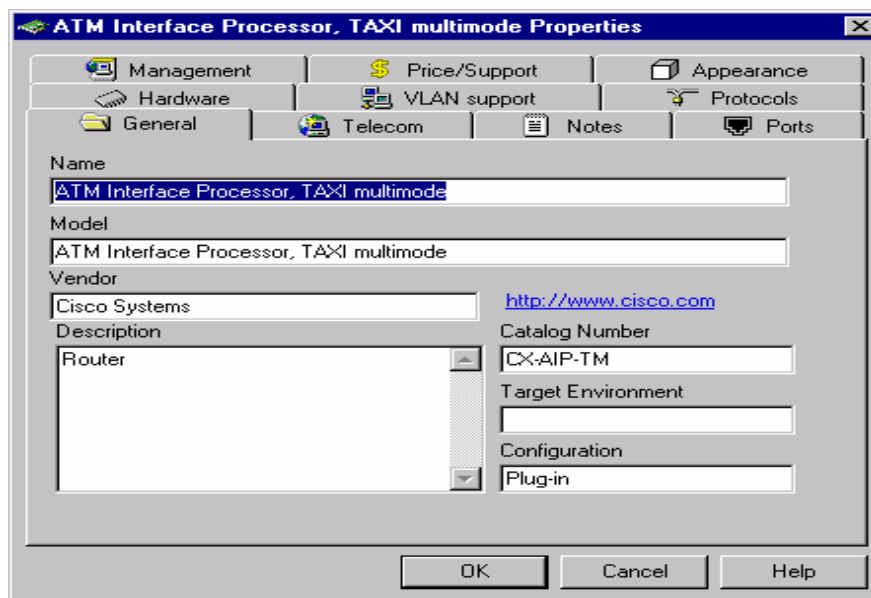 ATM Interface Processor, TAXI multimode Properties
Management Price/Support Appearance
Hardware VLAN support Protocols
General Telecom Notes Ports
Name
ATM Interface Processor, TAXI multimode
Model
ATM Interface Processor, TAXI multimode
Vendor
Cisco Systems
http://www.cisco.com
Description
Router
Catalog Number
CX-AIP-TM
Target Environment
Configuration
Plug-in
OK Cancel Help